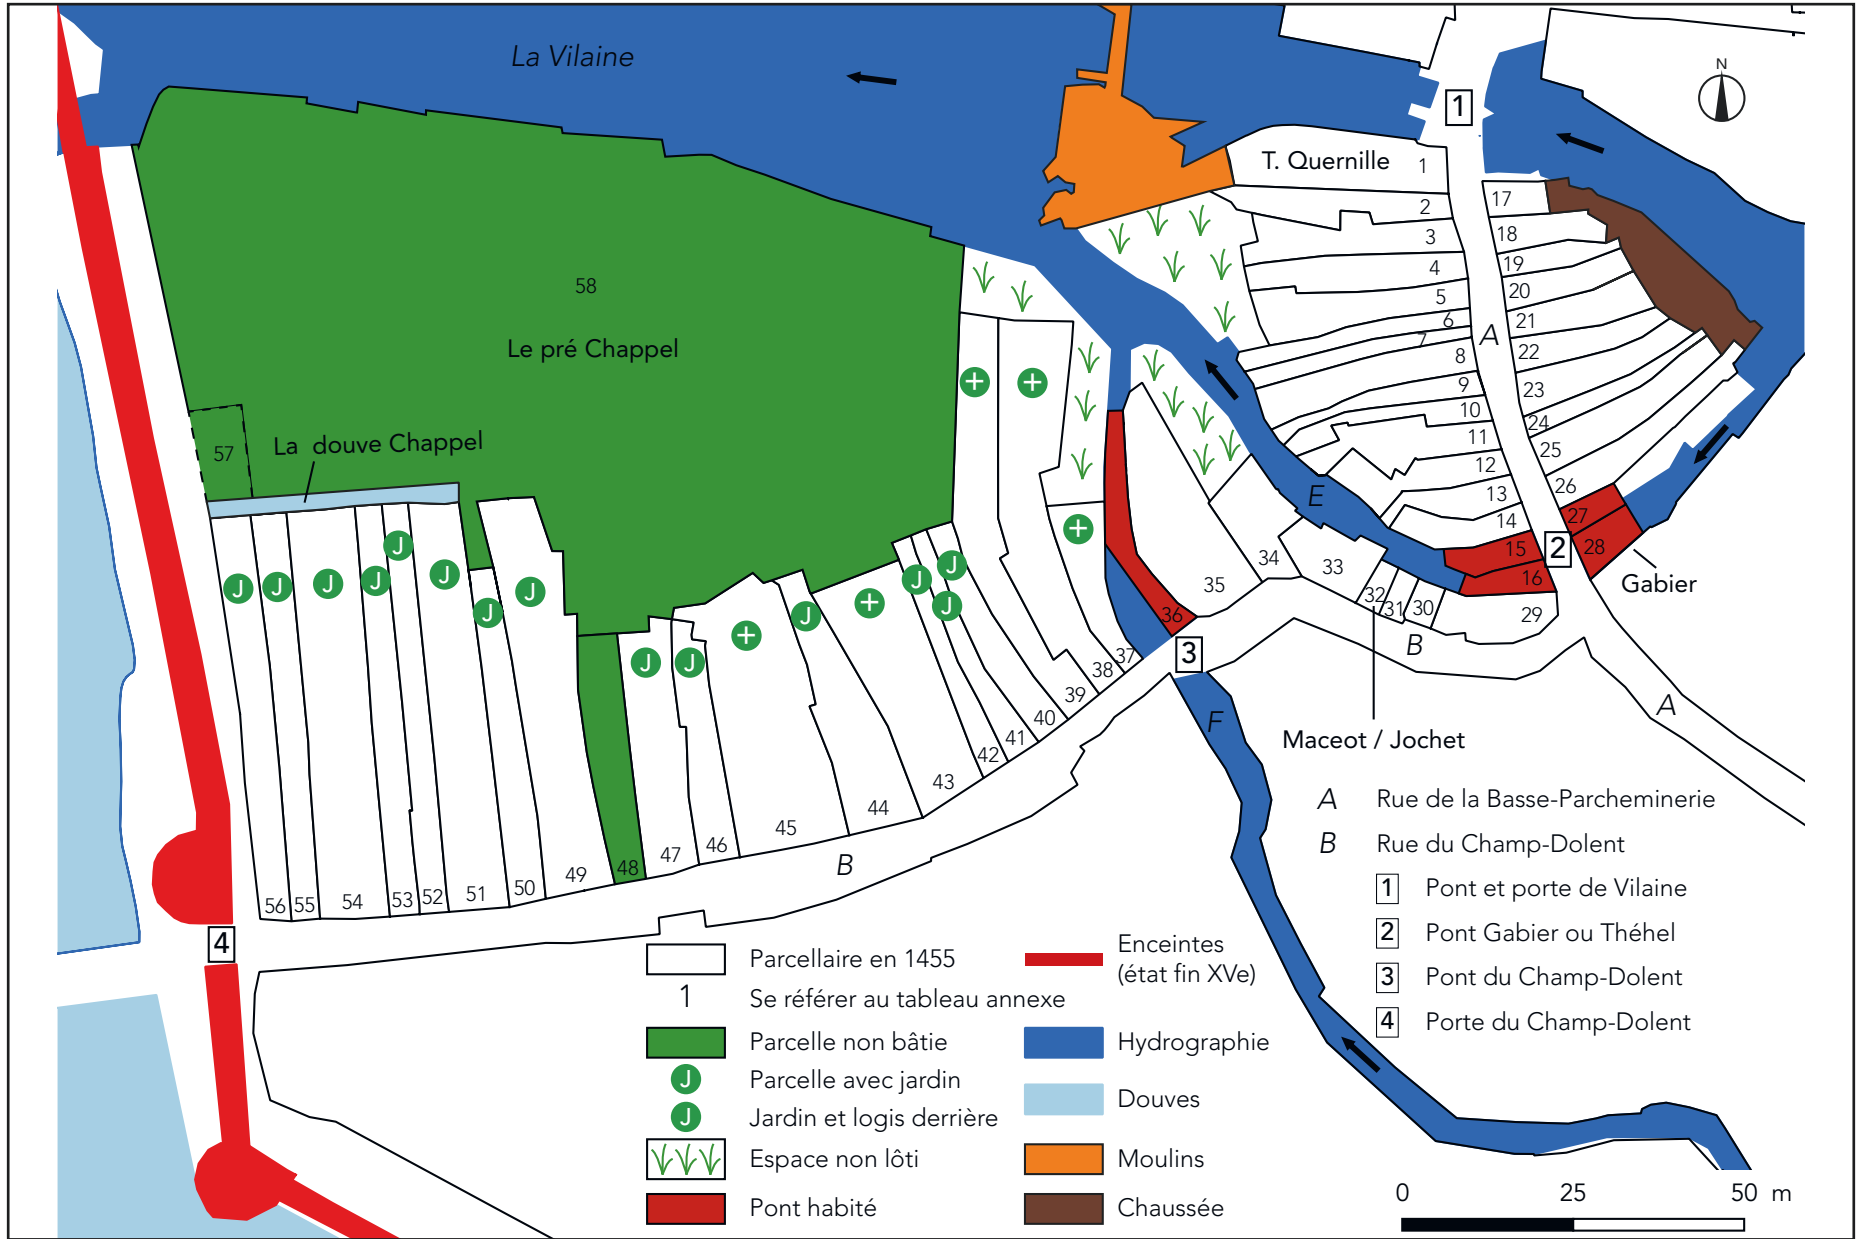 La Vilaine
N
1
T. Quernille
1
2
3
4
5
6
7
8
9
10
11
12
13
14
15
16
17
18
19
20
21
22
23
24
25
26
27
28
2
A
58
Le pré Chappel
57
La douve Chappel
E
Gabier
J
J
J
J
J
J
J
J
J
J
J
J
J
J
+
+
+
+
+
29
30
31
32
33
34
35
36
37
38
39
40
41
42
43
44
45
46
47
48
49
50
51
52
53
54
55
56
3
B
B
A
F
4
Maceot / Jochet
A Rue de la Basse-Parcheminerie
B Rue du Champ-Dolent
1 Pont et porte de Vilaine
2 Pont Gabier ou Théhel
3 Pont du Champ-Dolent
4 Porte du Champ-Dolent
Parcellaire en 1455
1 Se référer au tableau annexe
Parcelle non bâtie
J Parcelle avec jardin
J Jardin et logis derrière
Espace non lôti
Pont habité
Enceintes
(état fin XVe)
Hydrographie
Douves
Moulins
Chaussée
0 25 50 m